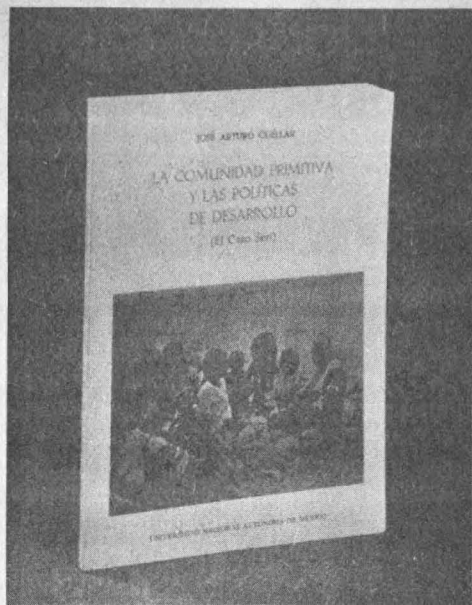 JOSÉ ARTURO CUÉLLAR
LA COMUNIDAD PRIMITIVA
Y LAS POLÍTICAS
DE DESARROLLO
(El Caso Seri)
UNIVERSIDAD NACIONAL AUTÓNOMA DE MÉXICO